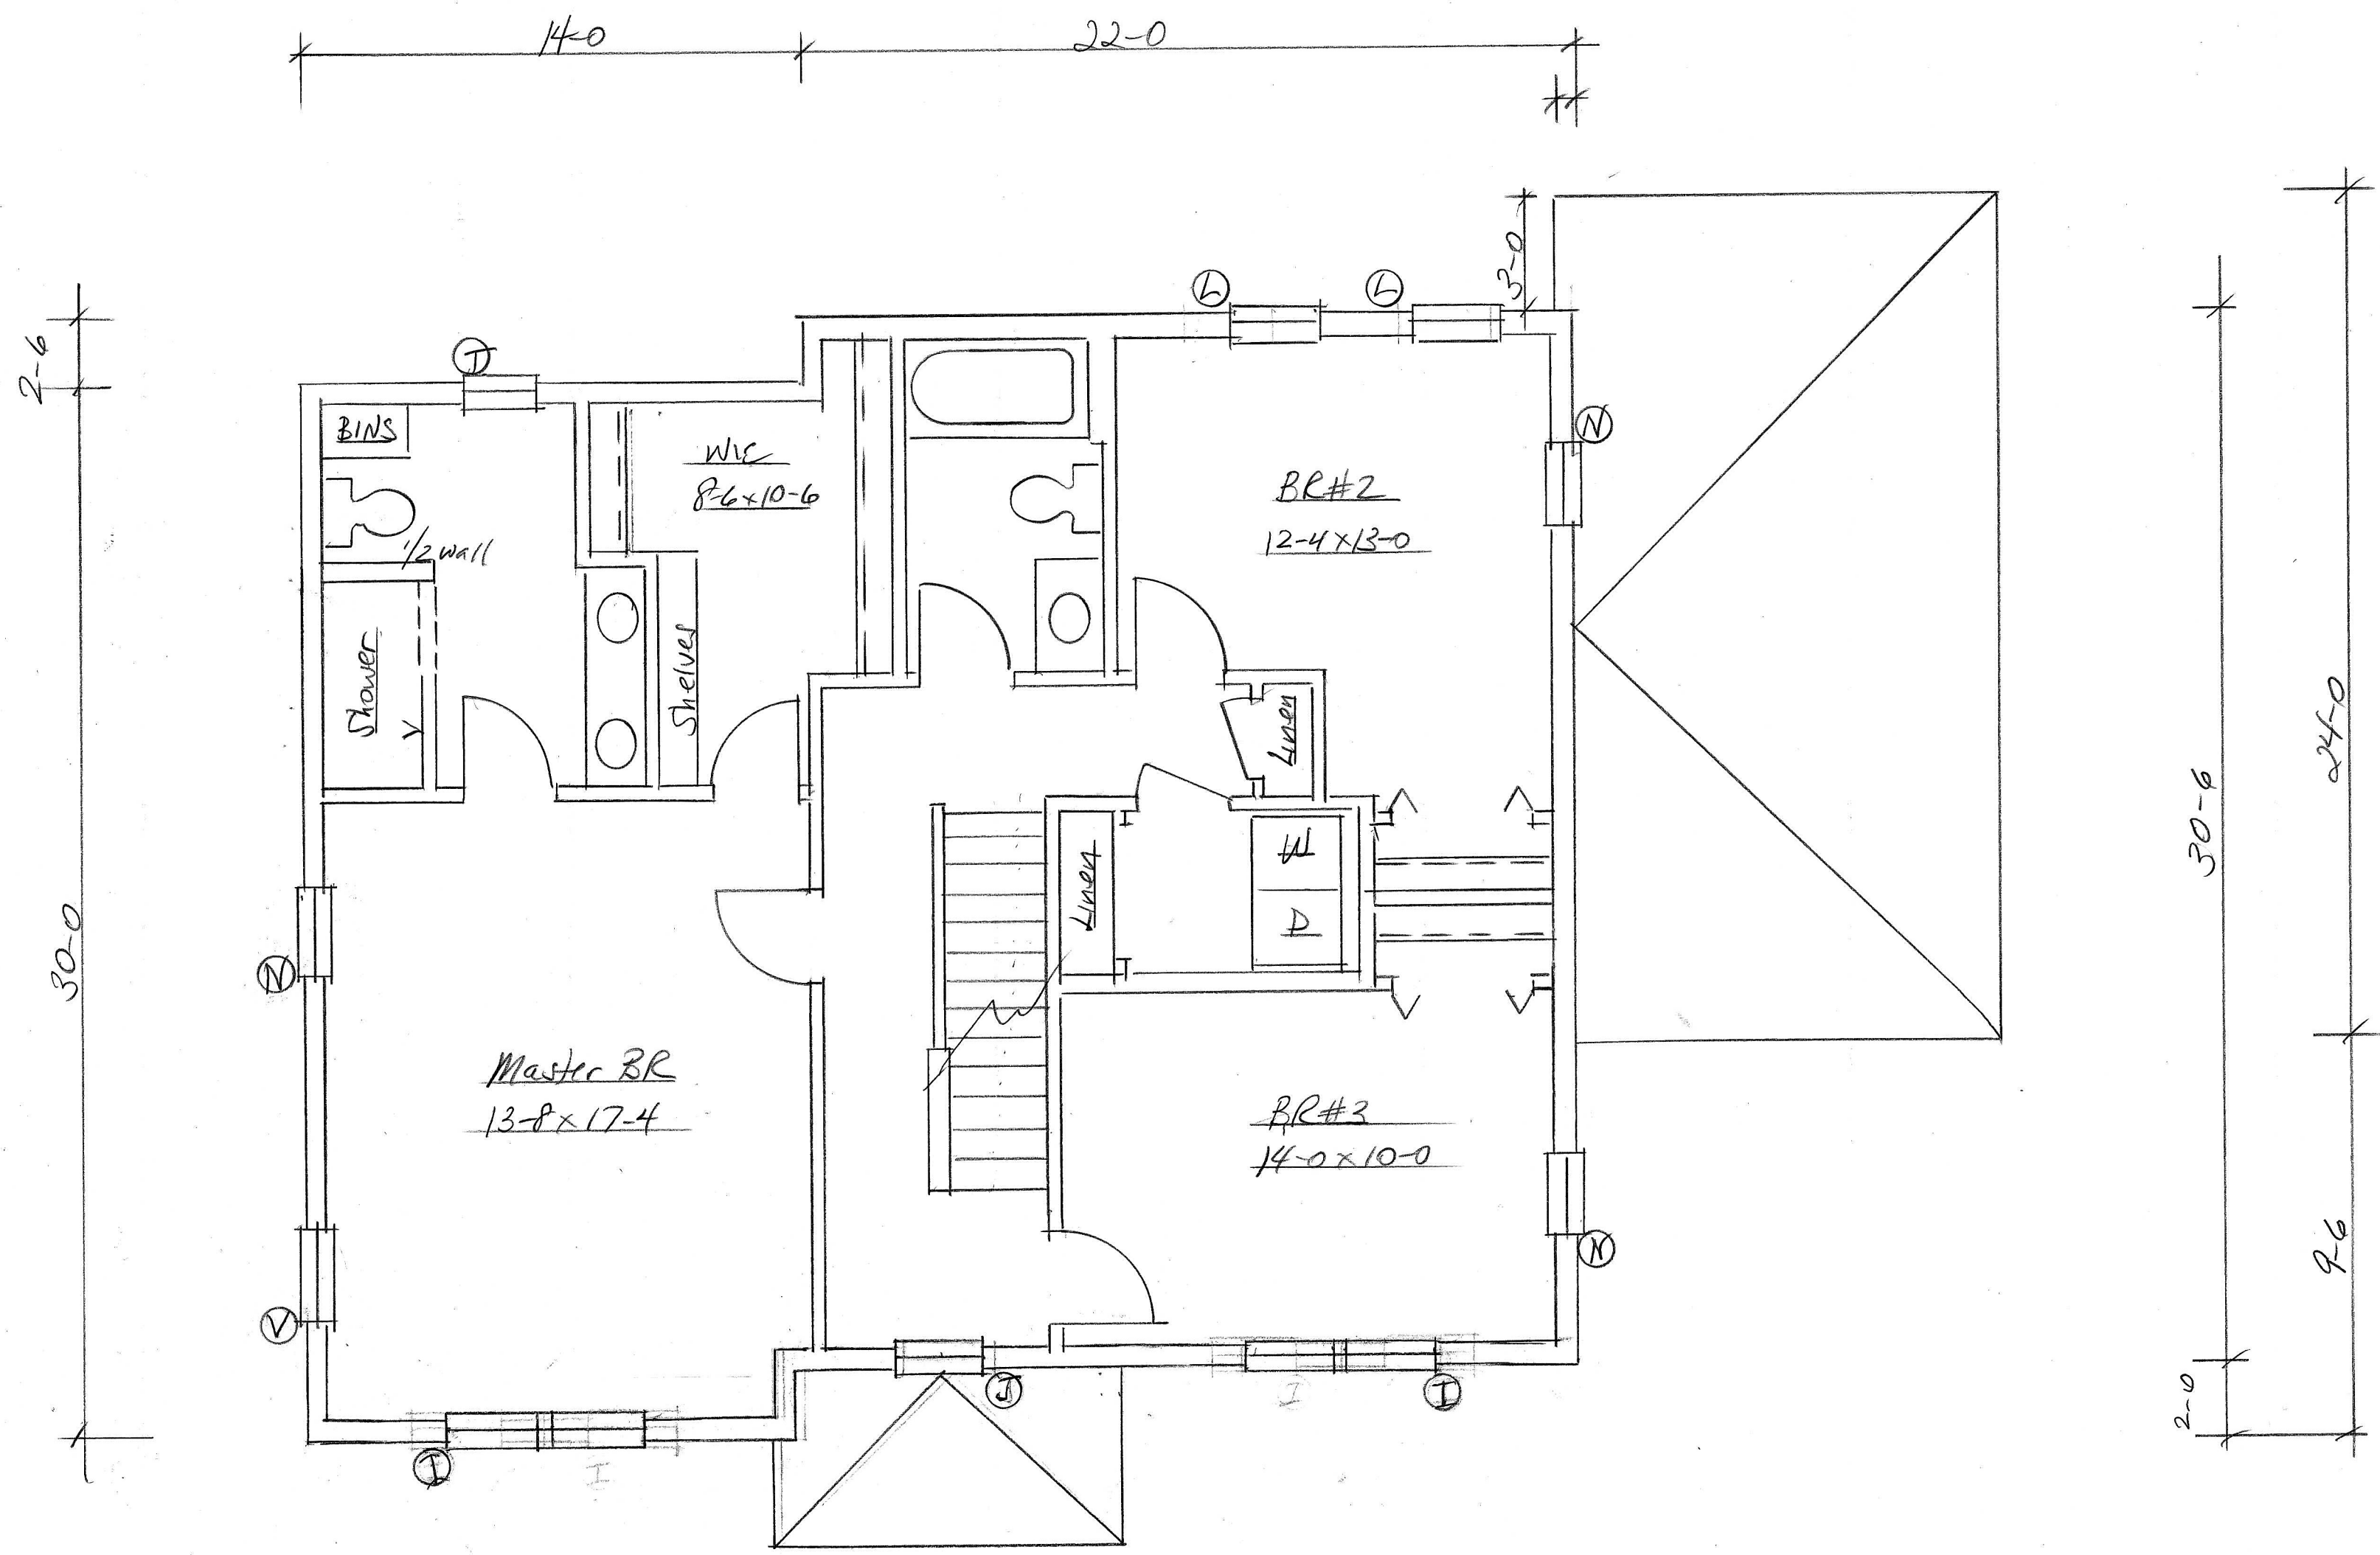 14-0
22-0
3-0
2-6
L
L
J
N
BINS
WIC
8-6x10-6
BR#2
12-4x13-0
1/2 wall
Shower
Shelves
Linen
24-0
30-6
W
Linen
D
30-0
N
Master BR
13-8x17-4
BR#3
14-0x10-0
N
9-6
V
J
I
I
2-0
I
I